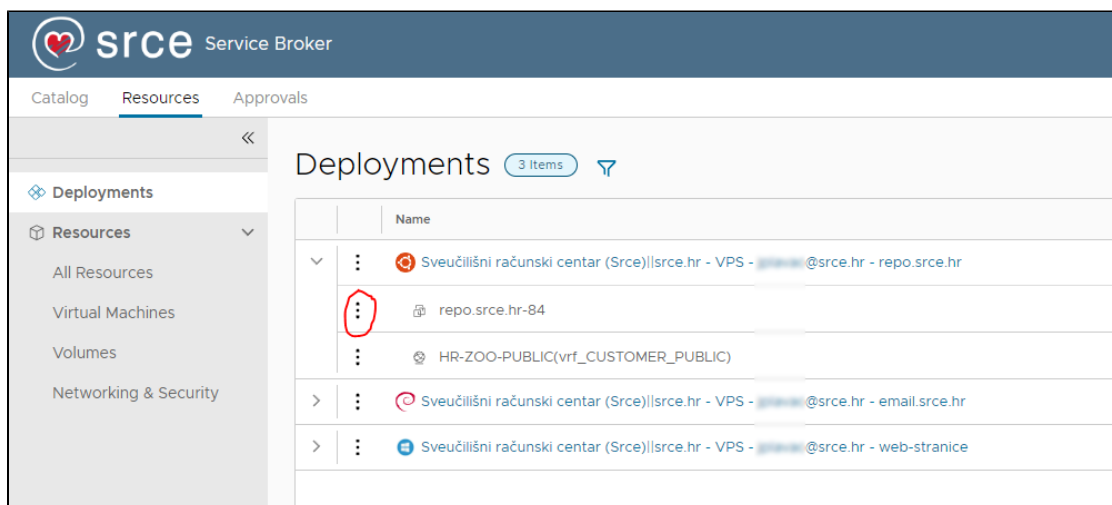 srce Service Broker
Catalog Resources Approvals
Deployments
Resources
All Resources
Virtual Machines
Volumes
Networking & Security
Deployments 3 Items
Name
Sveučilišni računski centar (Srce)||srce.hr - VPS - @srce.hr - repo.srce.hr
repo.srce.hr-84
HR-ZOO-PUBLIC(vrf_CUSTOMER_PUBLIC)
Sveučilišni računski centar (Srce)||srce.hr - VPS - @srce.hr - email.srce.hr
Sveučilišni računski centar (Srce)||srce.hr - VPS - @srce.hr - web-stranice